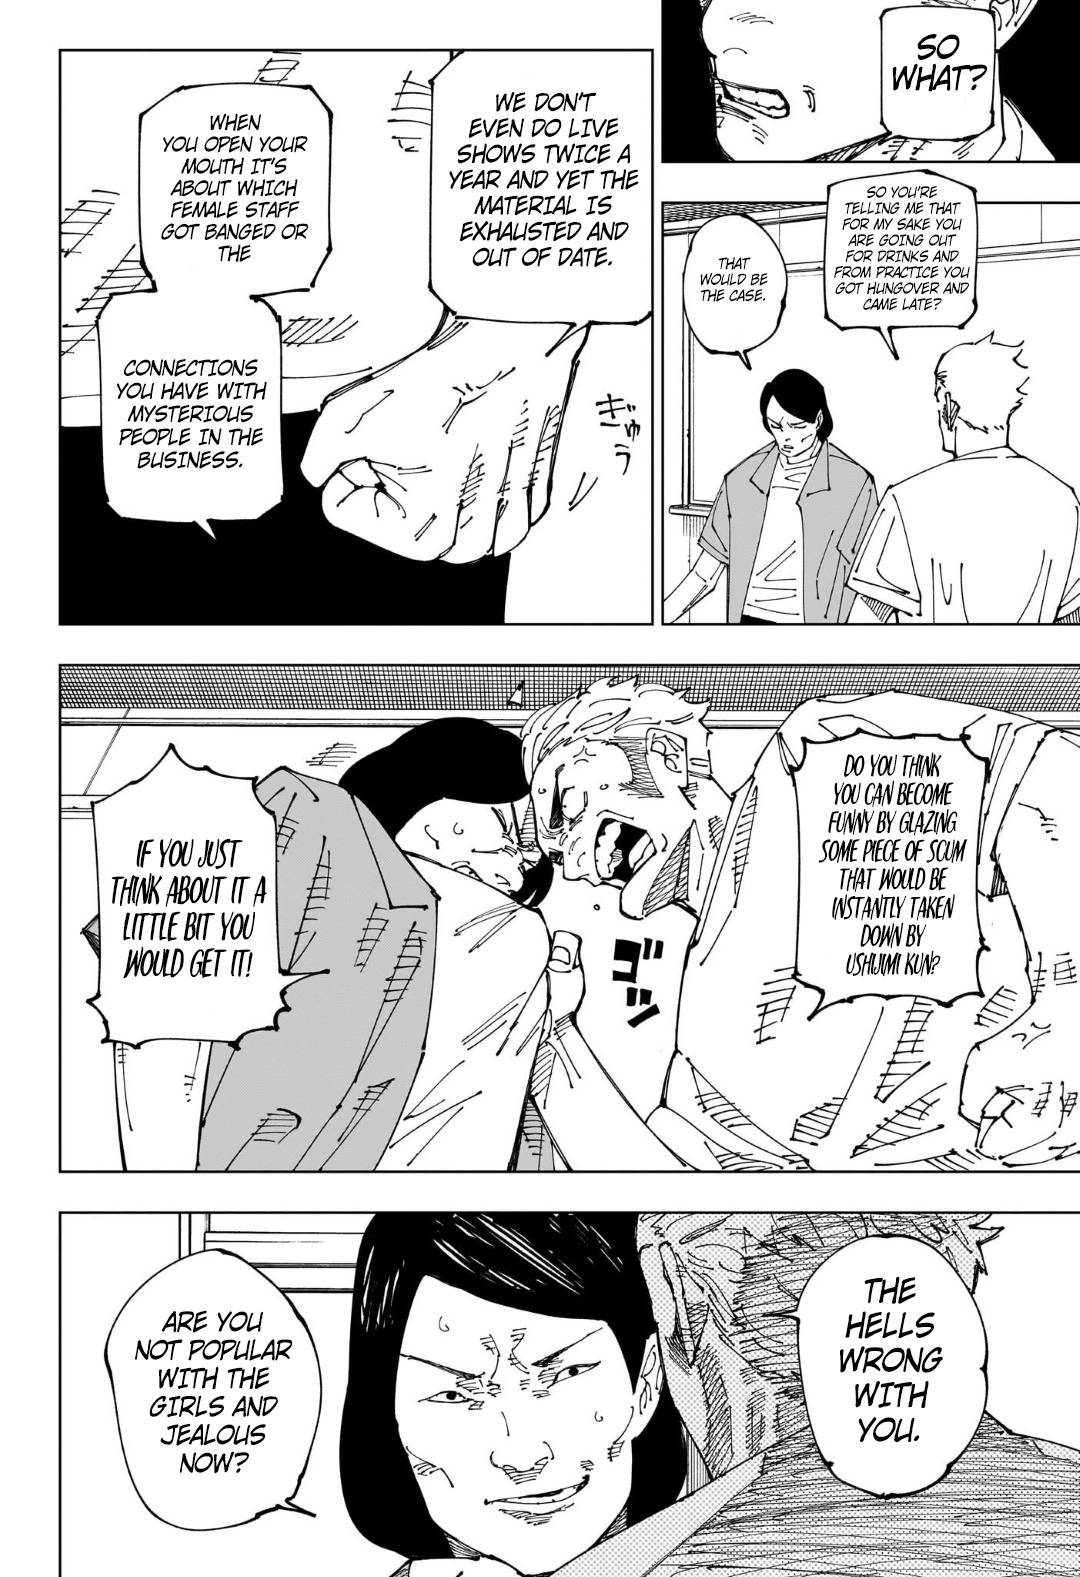 SO
WHAT?
SO YOU'RE
TELLING ME THAT
FOR MY SAKE YOU
ARE GOING OUT
FOR DRINKS AND
FROM PRACTICE YOU
GOT HUNGOVER AND
CAME LATE?
THAT
WOULD BE
THE CASE.
WE DON'T
EVEN DO LIVE
SHOWS TWICE A
YEAR AND YET THE
MATERIAL IS
EXHAUSTED AND
OUT OF DATE.
WHEN
YOU OPEN YOUR
MOUTH IT'S
ABOUT WHICH
FEMALE STAFF
GOT BANGED OR
THE
CONNECTIONS
YOU HAVE WITH
MYSTERIOUS
PEOPLE IN THE
BUSINESS.
ぎゅぅ
DO YOU THINK
YOU CAN BECOME
FUNNY BY GLAZING
SOME PIECE OF SCUM
THAT WOULD BE
INSTANTLY TAKEN
DOWN BY
USHIJIMI KUN?
ゴッ
IF YOU JUST
THINK ABOUT IT A
LITTLE BIT YOU
WOULD GET IT!
THE
HELLS
WRONG
WITH
YOU.
ARE YOU
NOT POPULAR
WITH THE
GIRLS AND
JEALOUS
NOW?